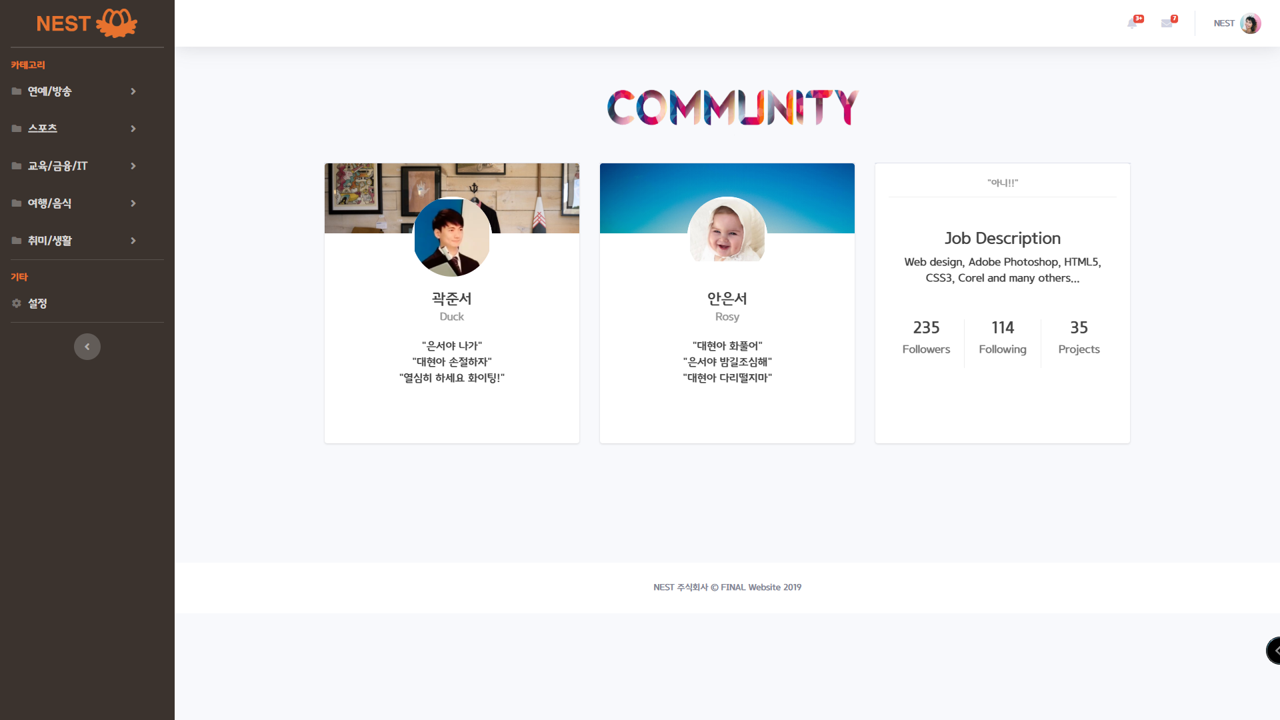 NEST
3+
7
NEST
카테고리
연예/방송
스포츠
교육/금융/IT
여행/음식
취미/생활
기타
설정
COMMUNITY
곽준서
Duck
"은서야 나가"
"대현아 손절하자"
"열심히 하세요 화이팅!"
안은서
Rosy
"대현아 화풀어"
"은서야 밤길조심해"
"대현아 다리떨지마"
"아니!!"
Job Description
Web design, Adobe Photoshop, HTML5,
CSS3, Corel and many others...
235
Followers
114
Following
35
Projects
NEST 주식회사 © FINAL Website 2019